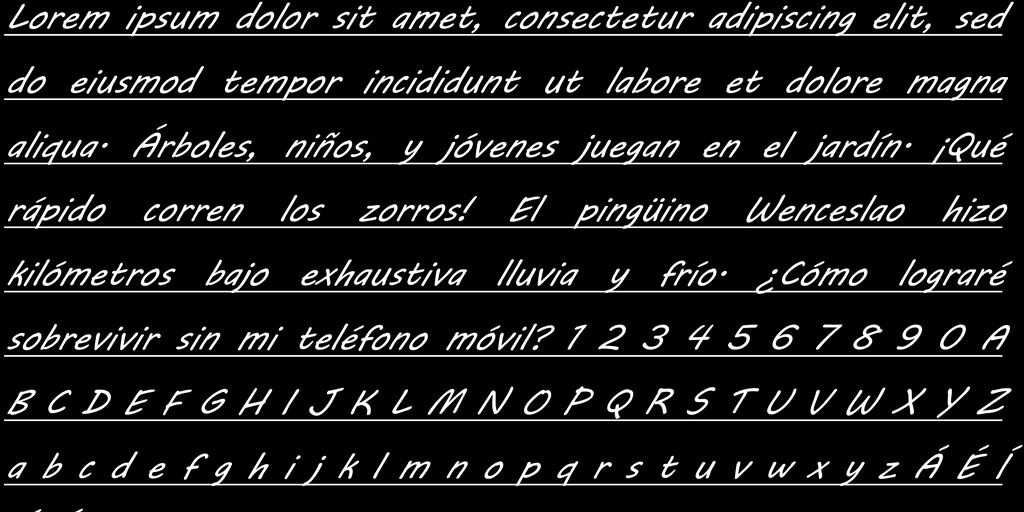 Lorem ipsum dolor sit amet, consectetur adipiscing elit, sed
do eiusmod tempor incididunt ut labore et dolore magna
aliqua. Árboles, niños, y jóvenes juegan en el jardín. ¡Qué
rápido corren los zorros! El pingüino Wenceslao hizo
kilómetros bajo exhaustiva lluvia y frío. ¿Cómo lograré
sobrevivir sin mi teléfono móvil? 1 2 3 4 5 6 7 8 9 0 A
B C D E F G H I J K L M N O P Q R S T U V W X Y Z
a b c d e f g h i j k l m n o p q r s t u v w x y z Á É Í